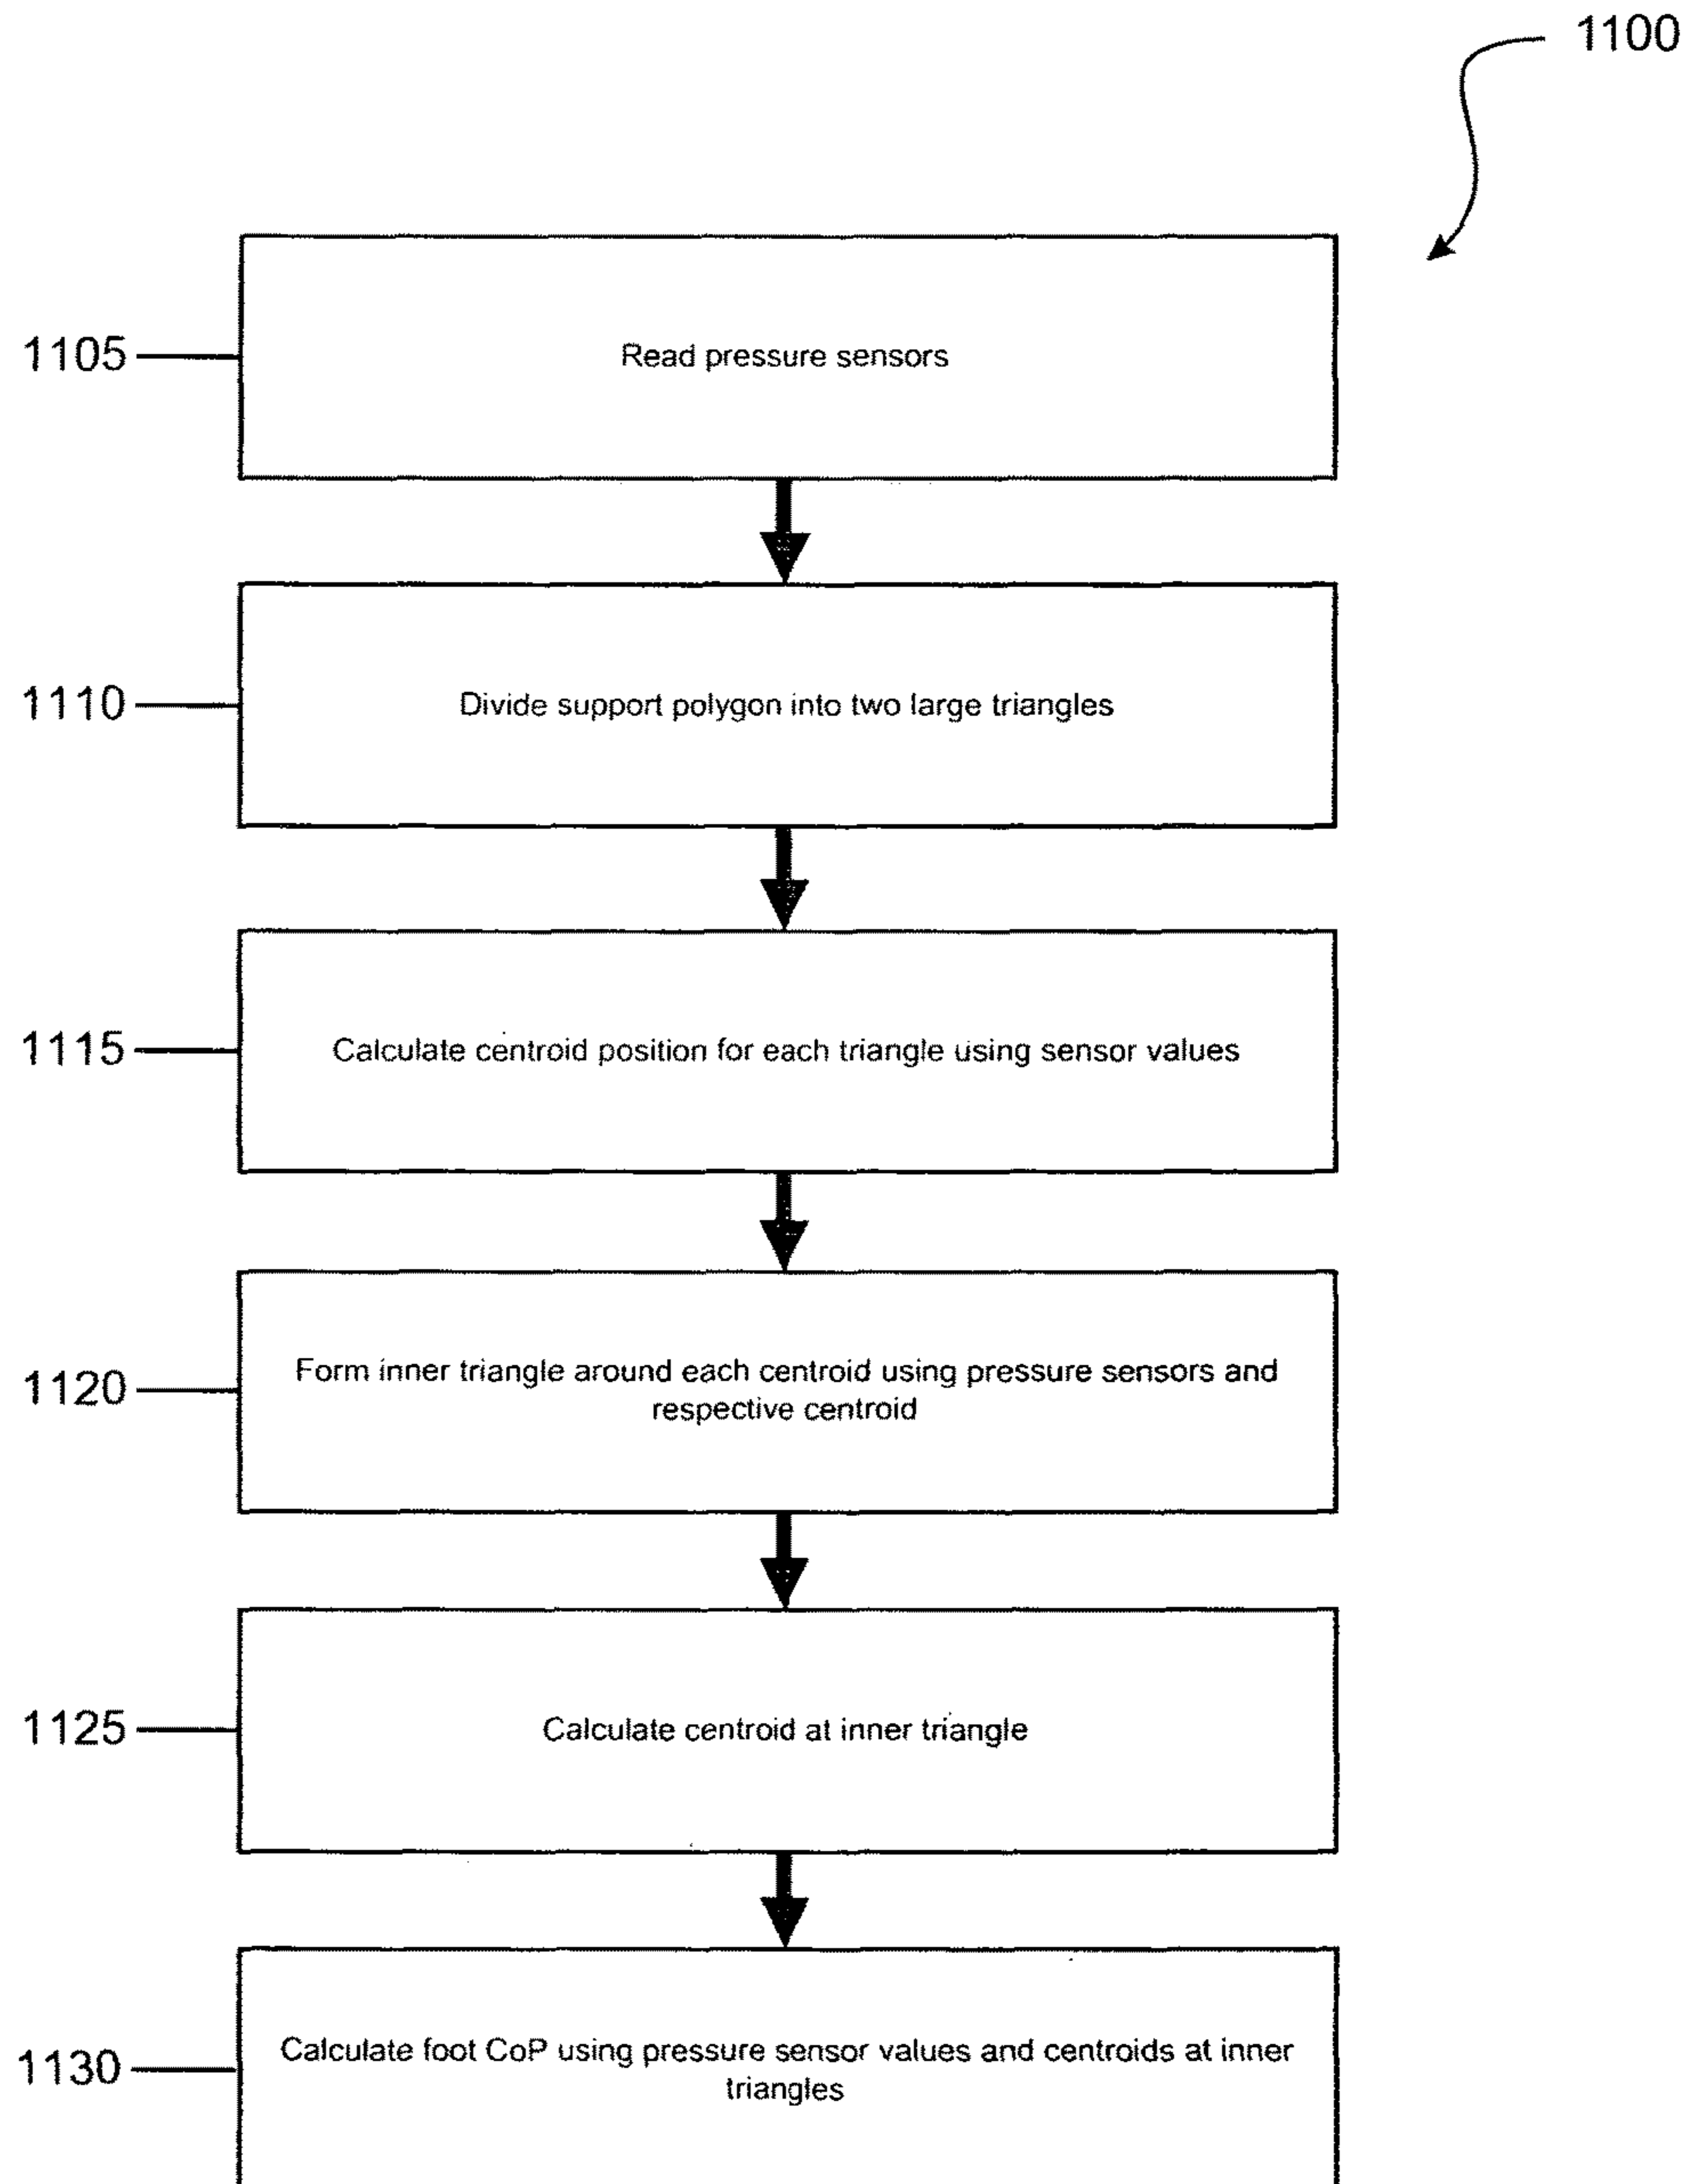 1100
1105
Read pressure sensors
1110
Divide support polygon into two large triangles
1115
Calculate centroid position for each triangle using sensor values
1120
Form inner triangle around each centroid using pressure sensors and
respective centroid
1125
Calculate centroid at inner triangle
1130
Calculate foot CoP using pressure sensor values and centroids at inner
triangles